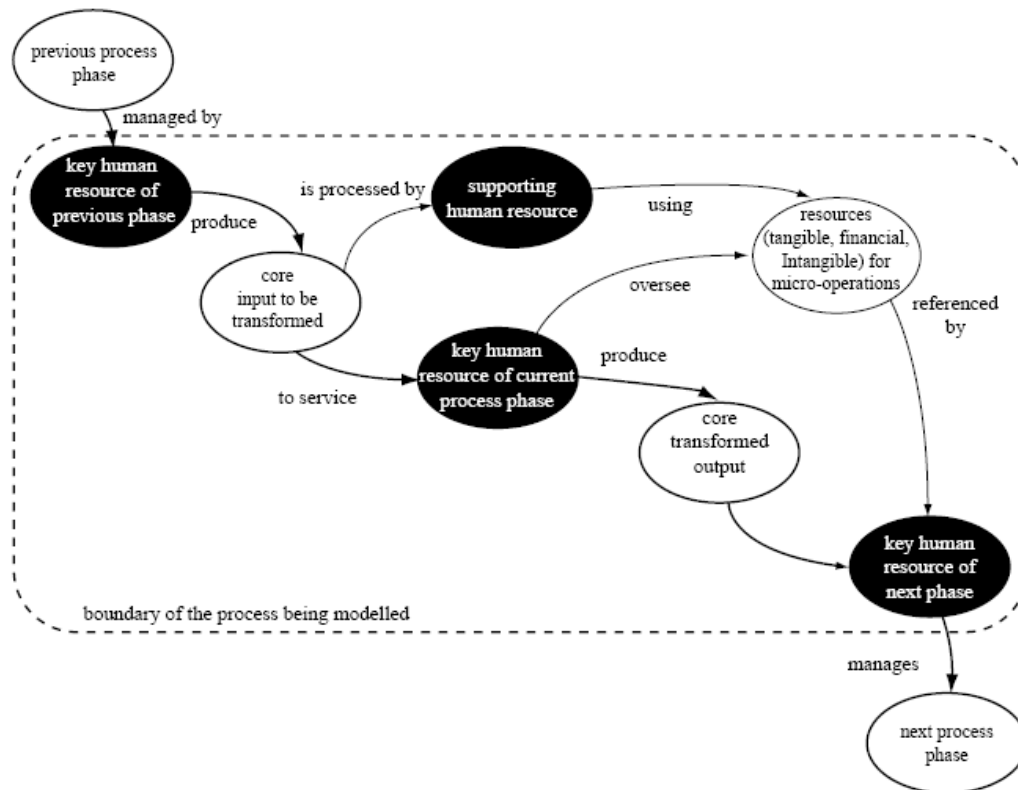 previous process
phase
managed by
key human
resource of
previous phase
produce
is processed by
supporting
human resource
using
resources
(tangible, financial,
Intangible) for
micro-operations
core
input to be
transformed
oversee
referenced
by
to service
key human
resource of current
process phase
produce
core
transformed
output
key human
resource of
next phase
boundary of the process being modelled
manages
next process
phase